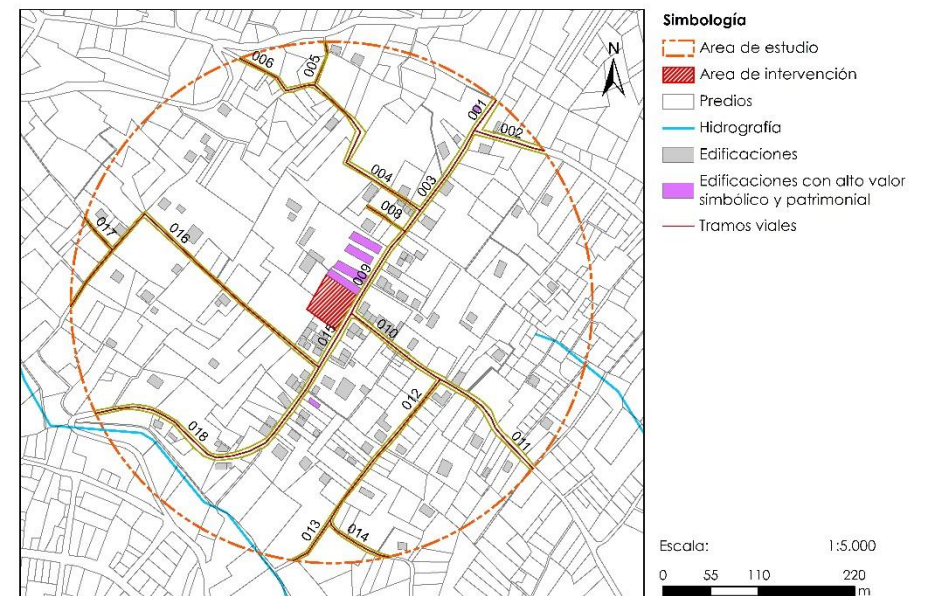 Simbología
Area de estudio
Area de intervención
Predios
Hidrografía
Edificaciones
Edificaciones con alto valor
simbólico y patrimonial
Tramos viales
Escala:
1:5.000
0 55 110 220
m
N
006
005
001
002
004
003
008
017
016
009
015
010
012
018
011
013
014